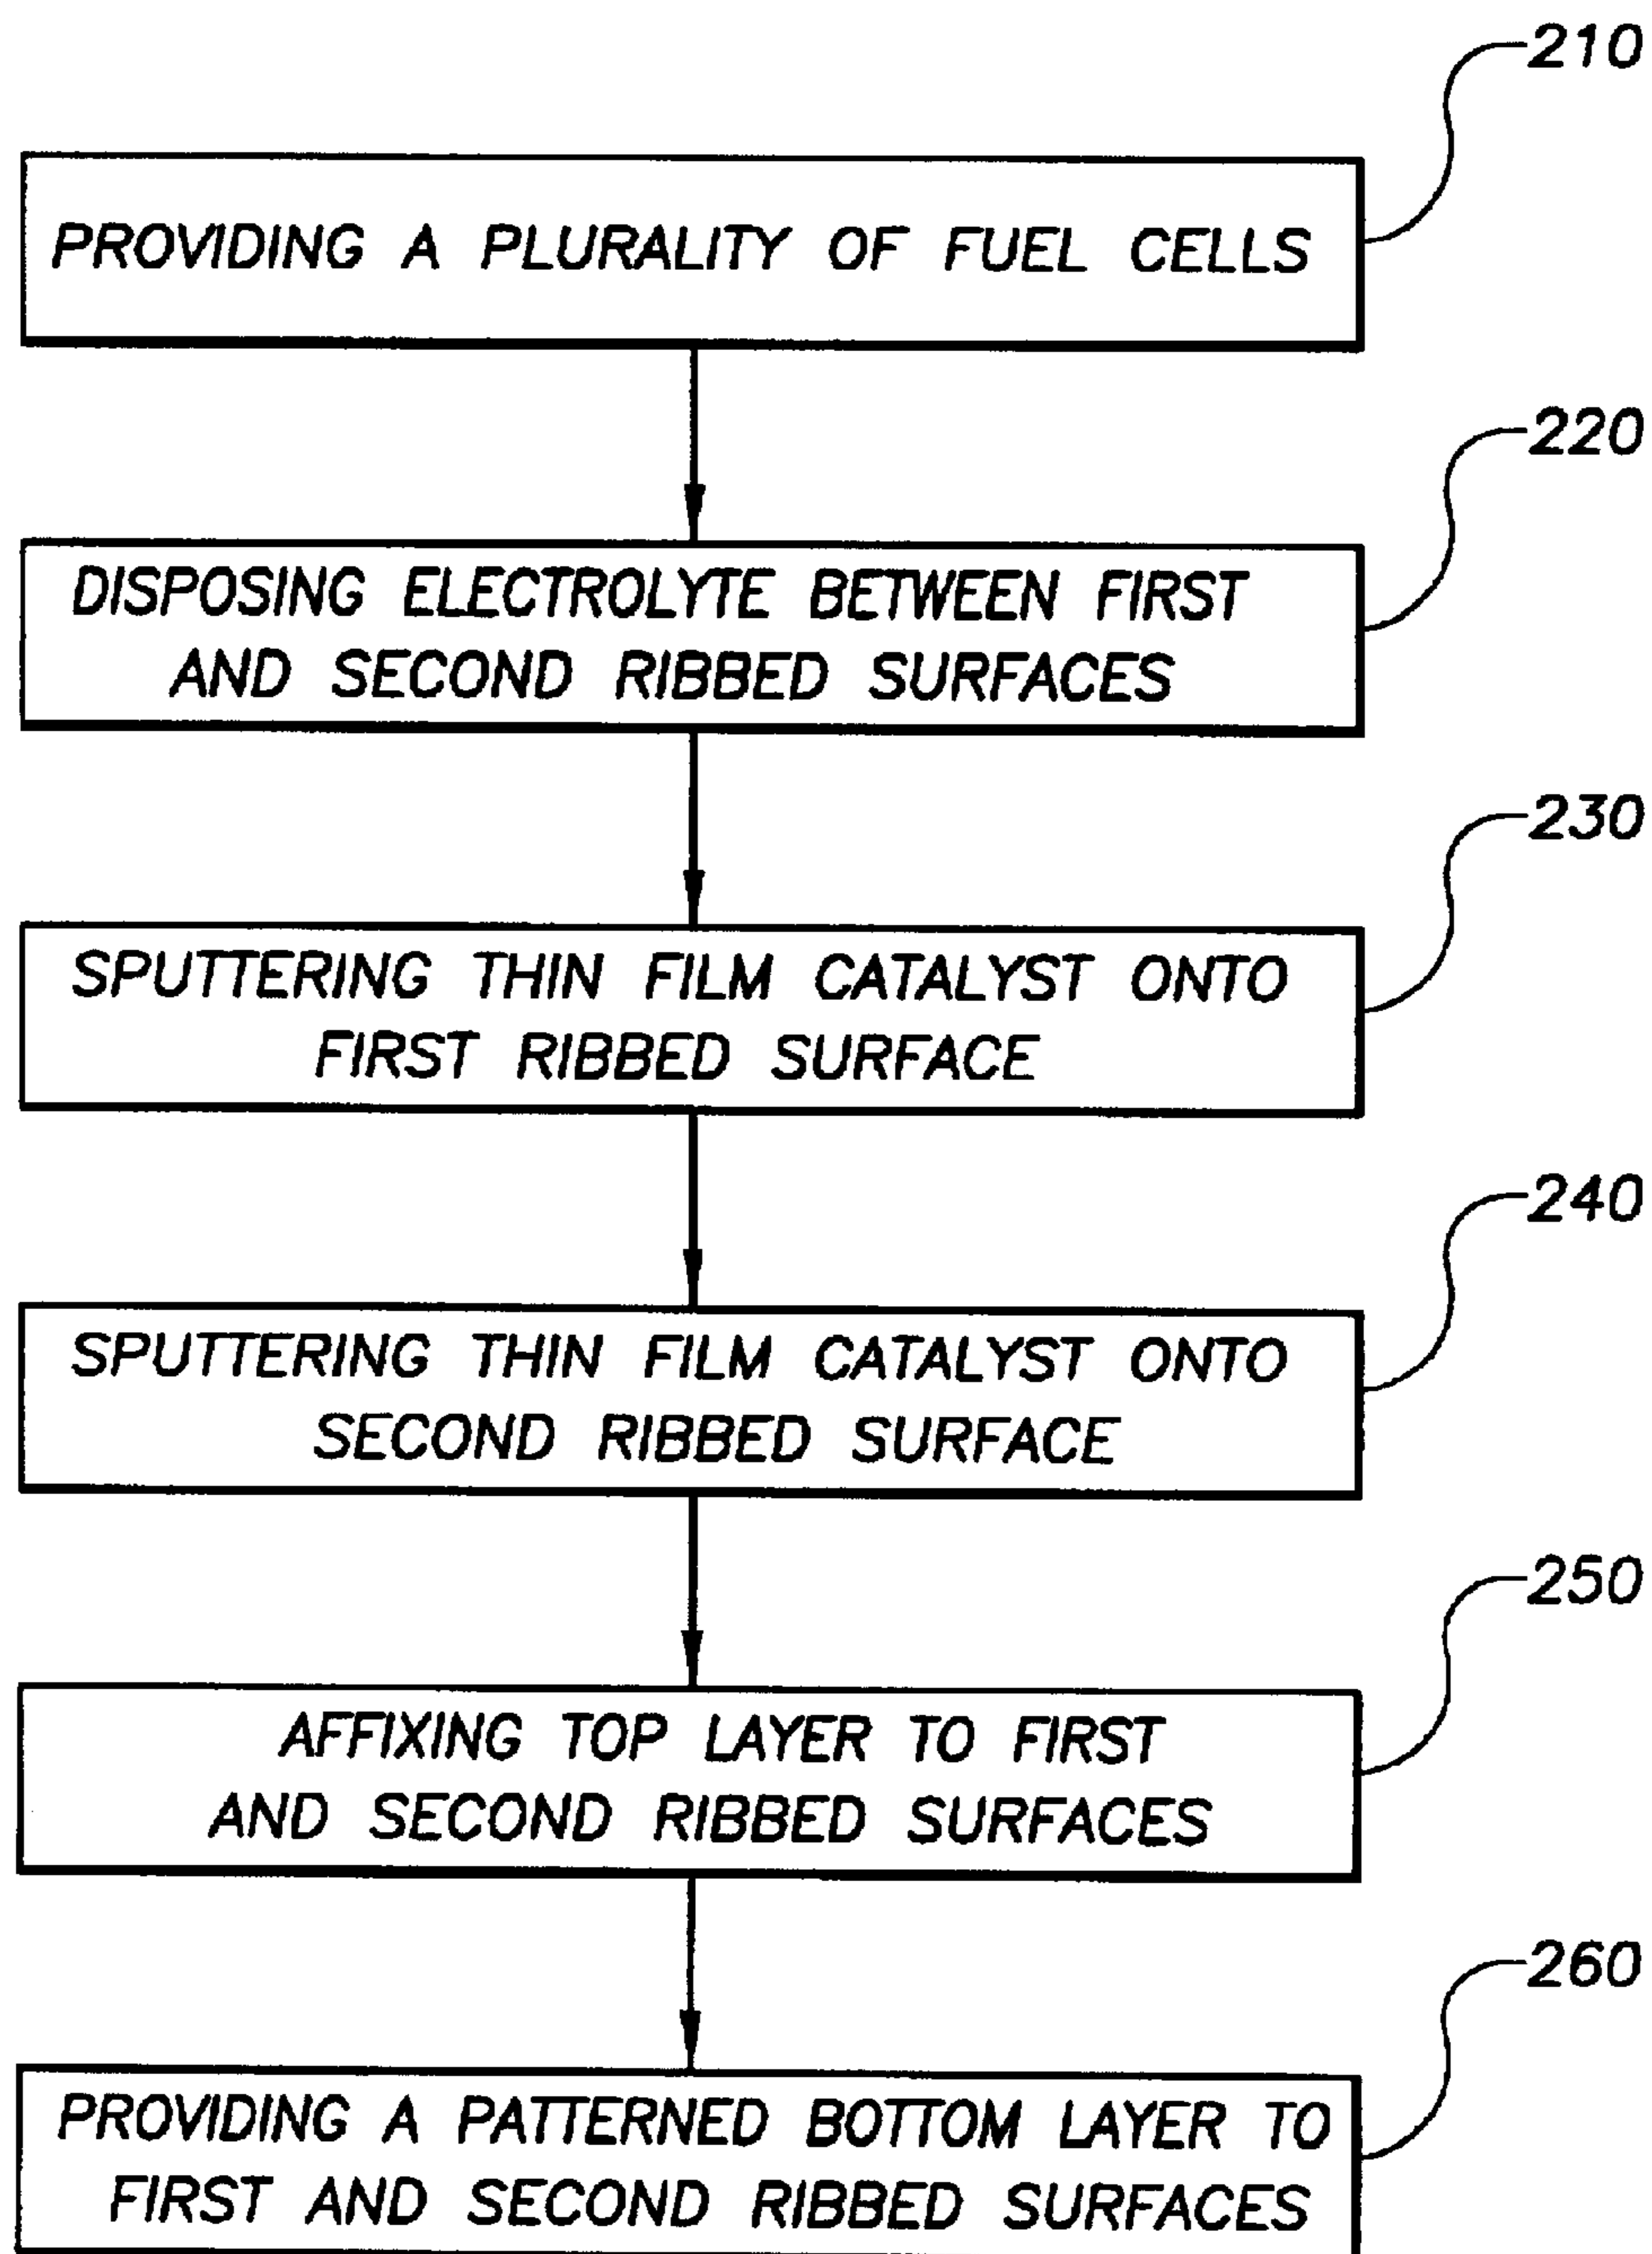 210
PROVIDING A PLURALITY OF FUEL CELLS
220
DISPOSING ELECTROLYTE BETWEEN FIRST
AND SECOND RIBBED SURFACES
230
SPUTTERING THIN FILM CATALYST ONTO
FIRST RIBBED SURFACE
240
SPUTTERING THIN FILM CATALYST ONTO
SECOND RIBBED SURFACE
250
AFFIXING TOP LAYER TO FIRST
AND SECOND RIBBED SURFACES
260
PROVIDING A PATTERNED BOTTOM LAYER TO
FIRST AND SECOND RIBBED SURFACES